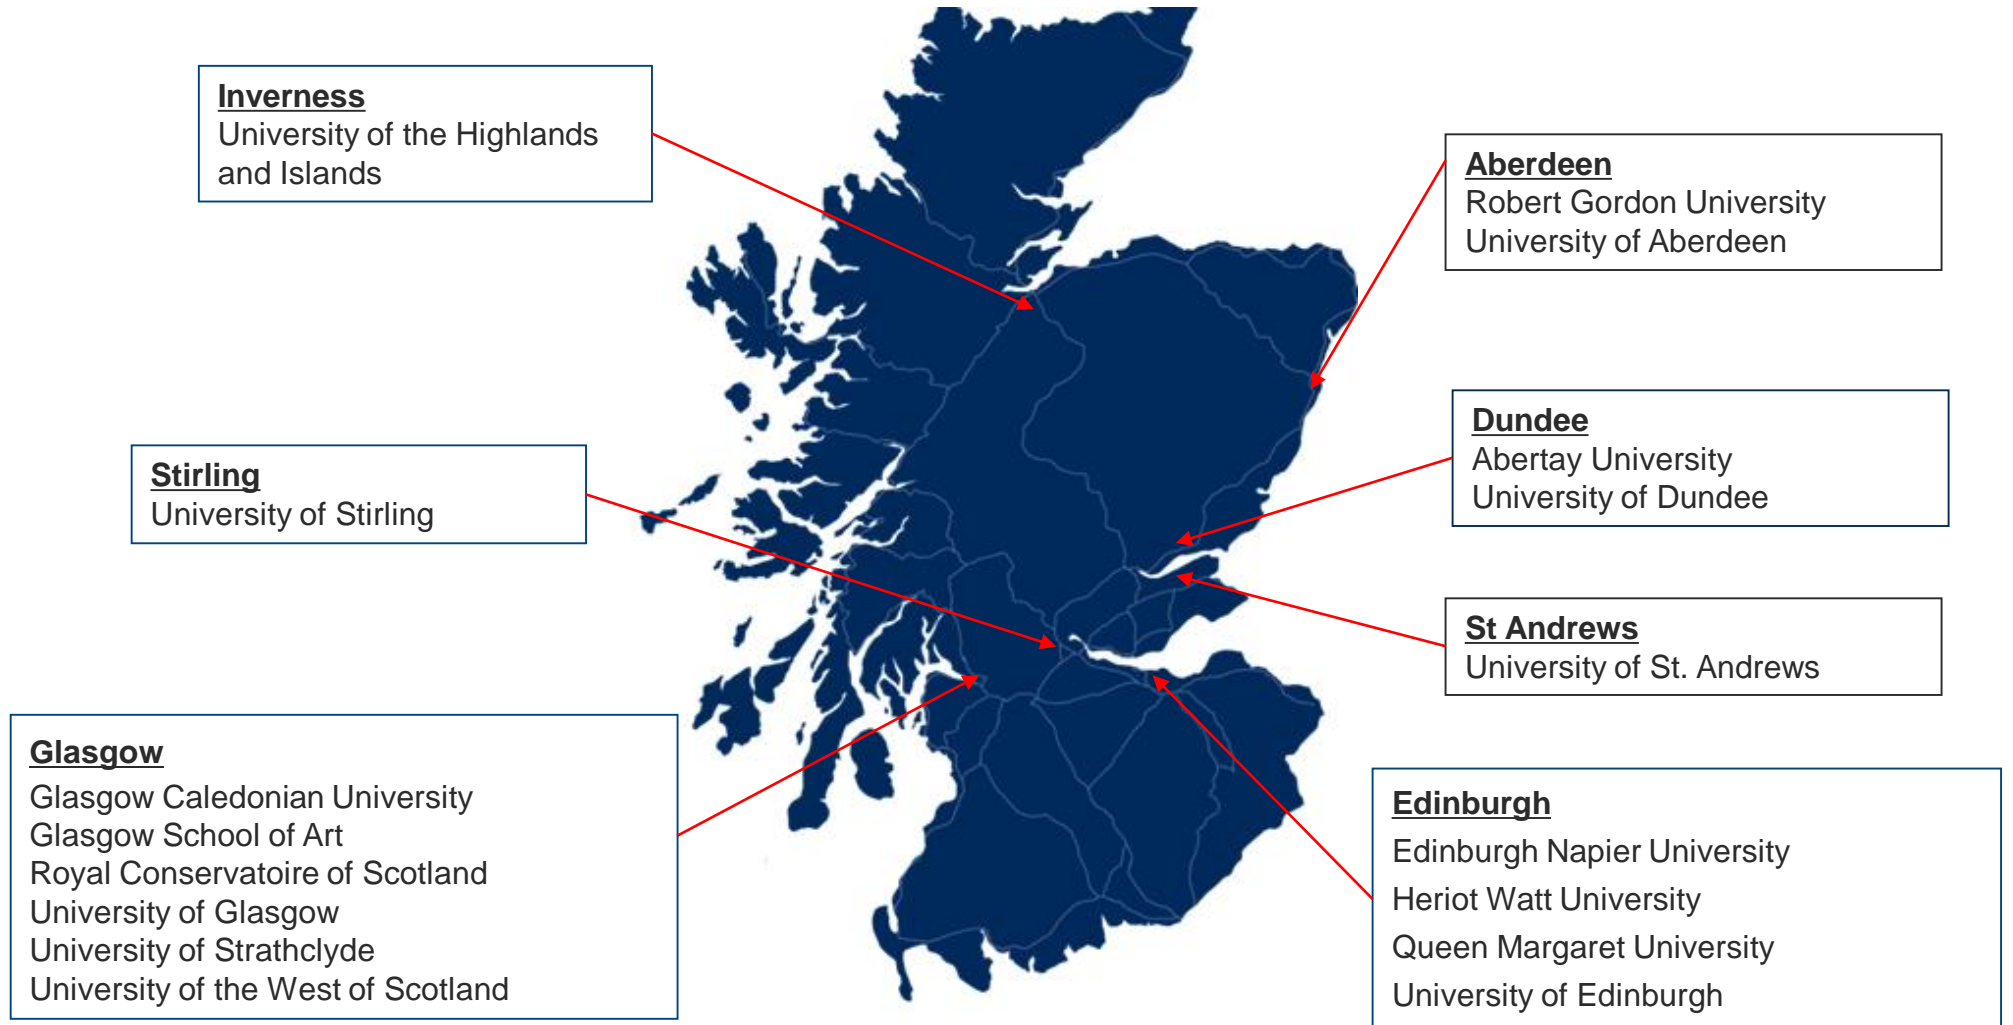 Inverness
University of the Highlands
and Islands
Aberdeen
Robert Gordon University
University of Aberdeen
Dundee
Abertay University
University of Dundee
Stirling
University of Stirling
St Andrews
University of St. Andrews
Glasgow
Glasgow Caledonian University
Glasgow School of Art
Royal Conservatoire of Scotland
University of Glasgow
University of Strathclyde
University of the West of Scotland
Edinburgh
Edinburgh Napier University
Heriot Watt University
Queen Margaret University
University of Edinburgh